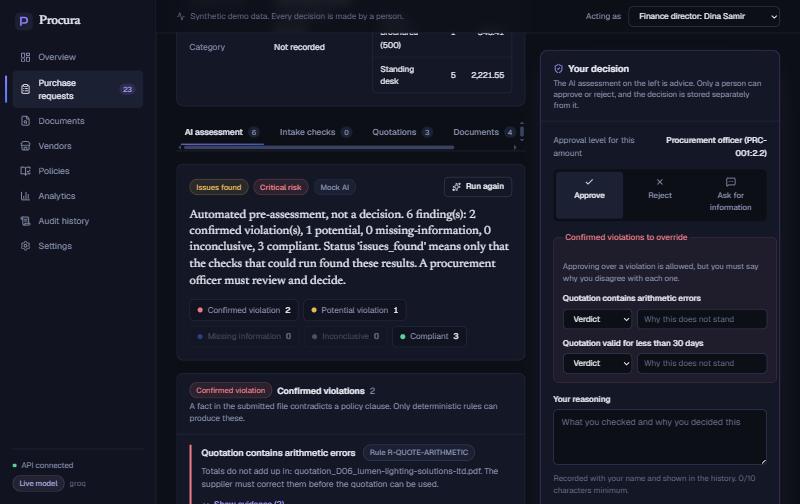 Procura
Overview
Purchase requests 23
Documents
Vendors
Policies
Analytics
Audit history
Settings
API connected
Live model groq
Synthetic demo data. Every decision is made by a person.
Acting as Finance director: Dina Samir
Category Not recorded
(500)
Standing desk 5 2,221.55
AI assessment 6 Intake checks 0 Quotations 3 Documents 4
Issues found Critical risk Mock AI Run again
Automated pre-assessment, not a decision. 6 finding(s): 2
confirmed violation(s), 1 potential, 0 missing-information, 0
inconclusive, 3 compliant. Status 'issues_found' means only that
the checks that could run found these results. A procurement
officer must review and decide.
Confirmed violation 2 Potential violation 1
Missing information 0 Inconclusive 0 Compliant 3
Confirmed violation Confirmed violations 2
A fact in the submitted file contradicts a policy clause. Only deterministic rules can
produce these.
Quotation contains arithmetic errors Rule R-QUOTE-ARITHMETIC
Totals do not add up in: quotation_D06_lumen-lighting-solutions-ltd.pdf. The
supplier must correct them before the quotation can be used.
Show evidence (2)
Your decision
The AI assessment on the left is advice. Only a person can
approve or reject, and the decision is stored separately
from it.
Approval level for this amount Procurement officer (PRC-001:2.2)
Approve Reject Ask for information
Confirmed violations to override
Approving over a violation is allowed, but you must say
why you disagree with each one.
Quotation contains arithmetic errors
Verdict Why this does not stand
Quotation valid for less than 30 days
Verdict Why this does not stand
Your reasoning
What you checked and why you decided this
Recorded with your name and shown in the history. 0/10
characters minimum.